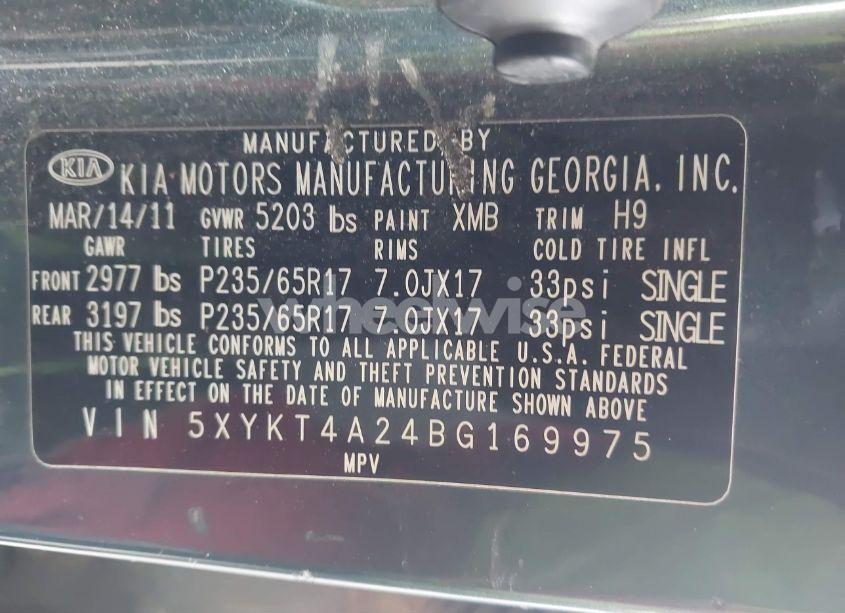 MANUFACTURED BY
KIA KIA MOTORS MANUFACTURING GEORGIA, INC.
MAR/14/11 GVWR 5203 lbs PAINT XMB TRIM H9
GAWR TIRES RIMS COLD TIRE INFL
FRONT 2977 lbs P235/65R17 7.0JX17 33psi SINGLE
wheelwise
REAR 3197 lbs P235/65R17 7.0JX17 33psi SINGLE
THIS VEHICLE CONFORMS TO ALL APPLICABLE U.S.A. FEDERAL
MOTOR VEHICLE SAFETY AND THEFT PREVENTION STANDARDS
IN EFFECT ON THE DATE OF MANUFACTURE SHOWN ABOVE
VIN 5XYKT4A24BG169975
MPV